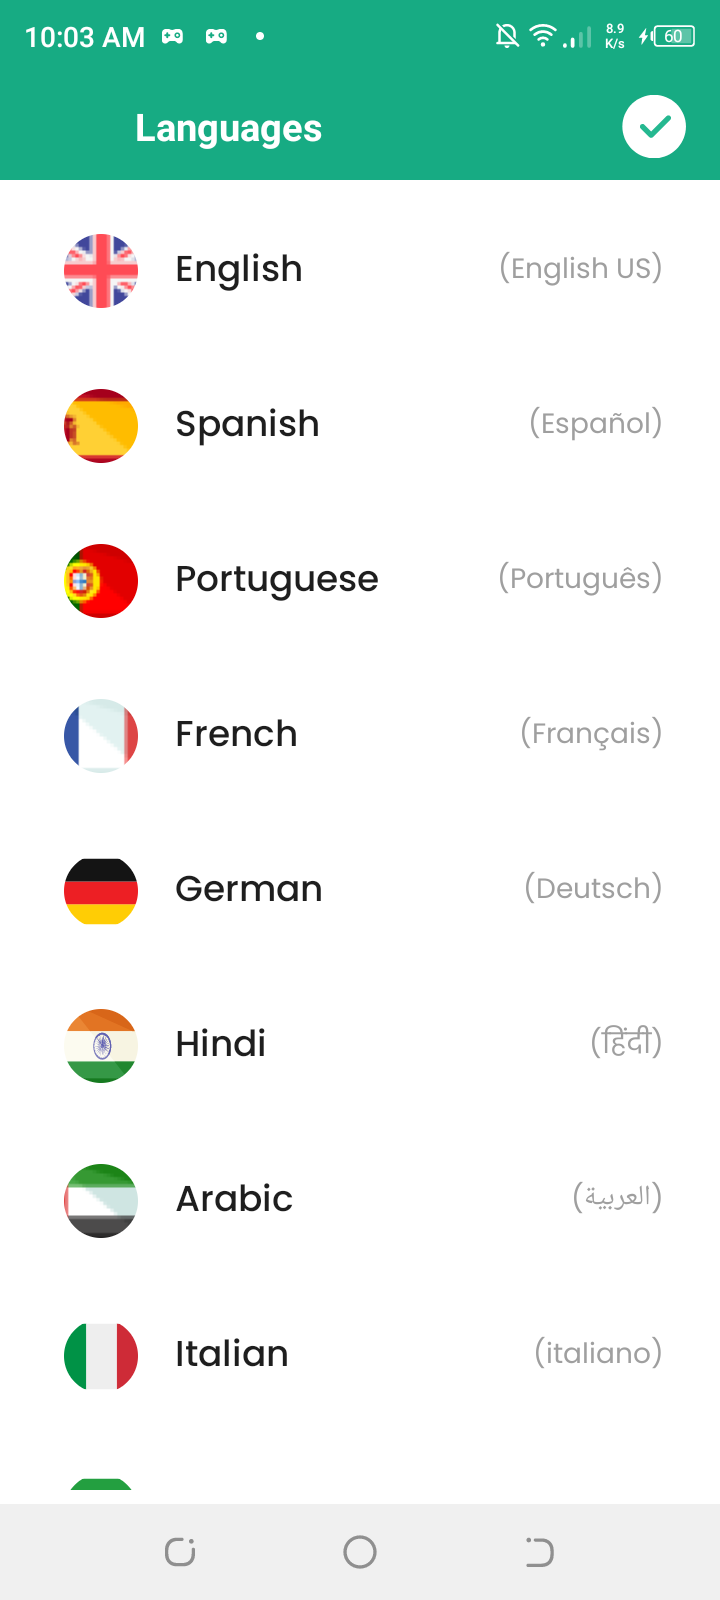 10:03 AM
8.9
K/s
60
Languages
English (English US)
Spanish (Español)
Portuguese (Português)
French (Français)
German (Deutsch)
Hindi (हिंदी)
Arabic (العربية)
Italian (italiano)